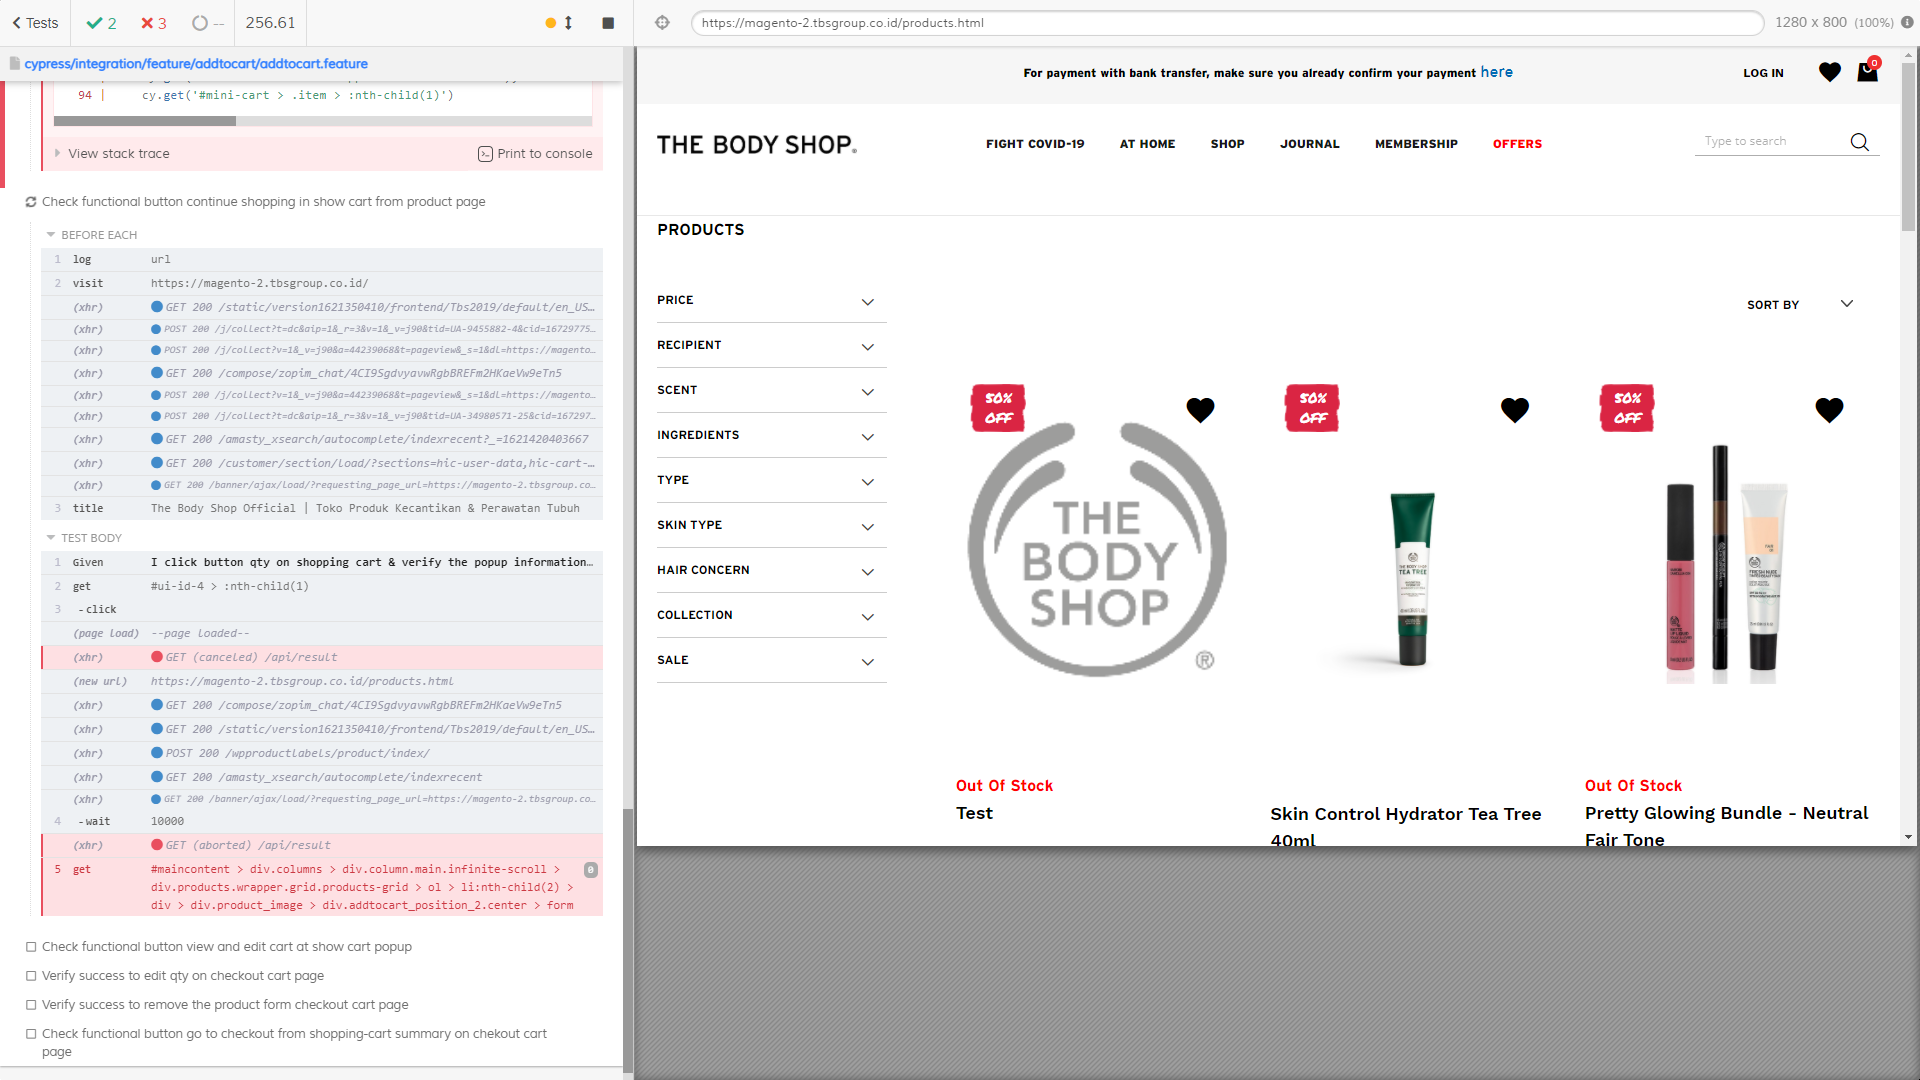 Tests
2
3
--
256.61
cypress/integration/feature/addtocart/addtocart.feature
94 | cy.get('#mini-cart > .item > :nth-child(1)')
View stack trace
Print to console
Check functional button continue shopping in show cart from product page
BEFORE EACH
1 log url
2 visit https://magento-2.tbsgroup.co.id/
(xhr) GET 200 /static/version1621350410/frontend/Tbs2019/default/en_US…
(xhr) POST 200 /j/collect?t=dc&aip=1&_r=3&v=1&_v=j90&tid=UA-9455882-4&cid=16729775…
(xhr) POST 200 /j/collect?v=1&_v=j90&a=44239068&t=pageview&_s=1&dl=https://magento…
(xhr) GET 200 /compose/zopim_chat/4CI9SgdvyavwRgbBREFm2HKaeVw9eTn5
(xhr) POST 200 /j/collect?v=1&_v=j90&a=44239068&t=pageview&_s=1&dl=https://magento…
(xhr) POST 200 /j/collect?t=dc&aip=1&_r=3&v=1&_v=j90&tid=UA-34980571-25&cid=167297…
(xhr) GET 200 /amasty_xsearch/autocomplete/indexrecent?_=1621420403667
(xhr) GET 200 /customer/section/load/?sections=hic-user-data,hic-cart-…
(xhr) GET 200 /banner/ajax/load/?requesting_page_url=https://magento-2.tbsgroup.co…
3 title The Body Shop Official | Toko Produk Kecantikan & Perawatan Tubuh
TEST BODY
1 Given I click button qty on shopping cart & verify the popup information…
2 get #ui-id-4 > :nth-child(1)
3 -click
(page load) --page loaded--
(xhr) GET (canceled) /api/result
(new url) https://magento-2.tbsgroup.co.id/products.html
(xhr) GET 200 /compose/zopim_chat/4CI9SgdvyavwRgbBREFm2HKaeVw9eTn5
(xhr) GET 200 /static/version1621350410/frontend/Tbs2019/default/en_US…
(xhr) POST 200 /wpproductlabels/product/index/
(xhr) GET 200 /amasty_xsearch/autocomplete/indexrecent
(xhr) GET 200 /banner/ajax/load/?requesting_page_url=https://magento-2.tbsgroup.co…
4 -wait 10000
(xhr) GET (aborted) /api/result
5 get #maincontent > div.columns > div.column.main.infinite-scroll > 0
div.products.wrapper.grid.products-grid > ol > li:nth-child(2) >
div > div.product_image > div.addtocart_position_2.center > form
Check functional button view and edit cart at show cart popup
Verify success to edit qty on checkout cart page
Verify success to remove the product form checkout cart page
Check functional button go to checkout from shopping-cart summary on chekout cart
page
https://magento-2.tbsgroup.co.id/products.html
1280 x 800 (100%)
For payment with bank transfer, make sure you already confirm your payment here
LOG IN
0
THE BODY SHOP®
FIGHT COVID-19
AT HOME
SHOP
JOURNAL
MEMBERSHIP
OFFERS
Type to search
PRODUCTS
PRICE
RECIPIENT
SCENT
INGREDIENTS
TYPE
SKIN TYPE
HAIR CONCERN
COLLECTION
SALE
SORT BY
50%
OFF
THE
BODY
SHOP
®
Out Of Stock
Test
50%
OFF
TEA TREE
Skin Control Hydrator Tea Tree
40ml
50%
OFF
FRESH NUDE
Out Of Stock
Pretty Glowing Bundle - Neutral
Fair Tone